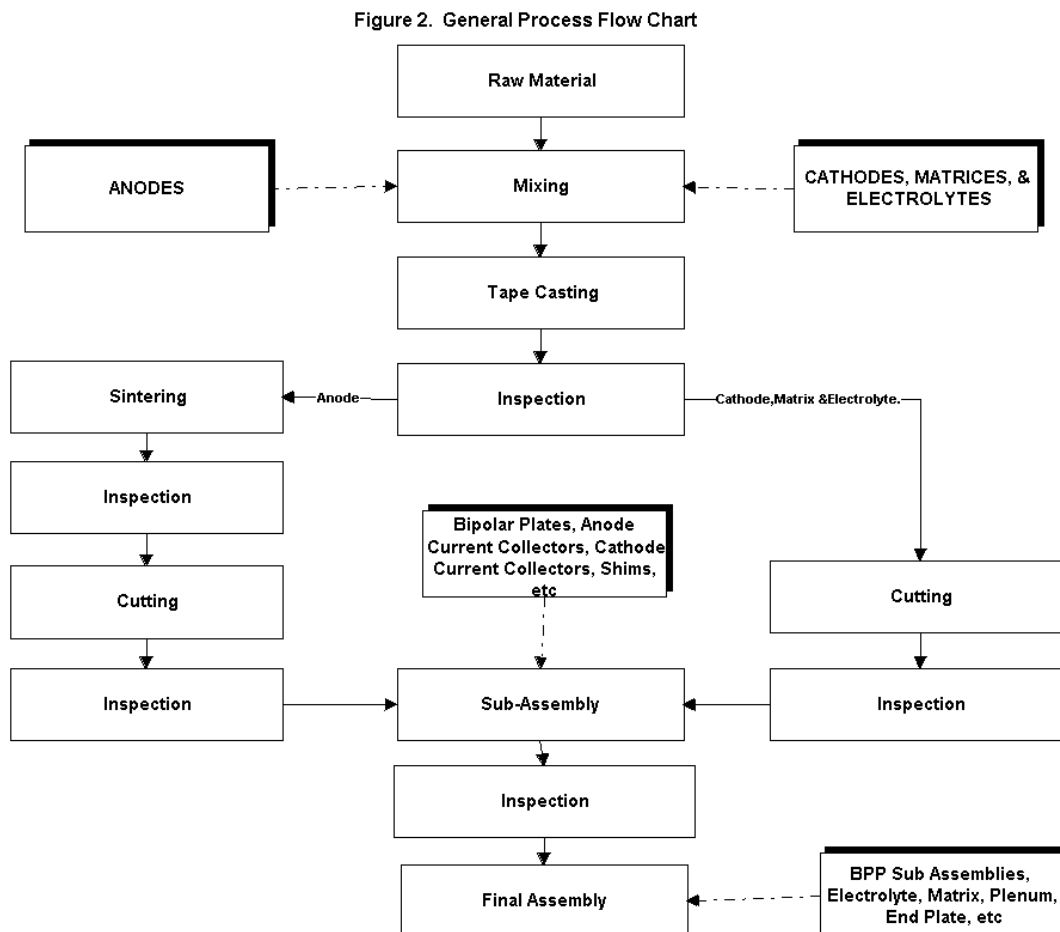 Figure 2.  General Process Flow Chart
Raw Material
ANODES
Mixing
CATHODES, MATRICES, &
ELECTROLYTES
Tape Casting
Sintering
Anode
Inspection
Cathode,Matrix &Electrolyte.
Inspection
Bipolar Plates, Anode
Current Collectors, Cathode
Current Collectors, Shims,
etc
Cutting
Cutting
Inspection
Sub-Assembly
Inspection
Inspection
Final Assembly
BPP Sub Assemblies,
Electrolyte, Matrix, Plenum,
End Plate, etc